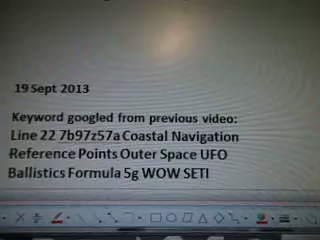 19 Sept 2013
Keyword googled from previous video:
Line 22 7b97z57a Coastal Navigation
Reference Points Outer Space UFO
Ballistics Formula 5g WOW SETI